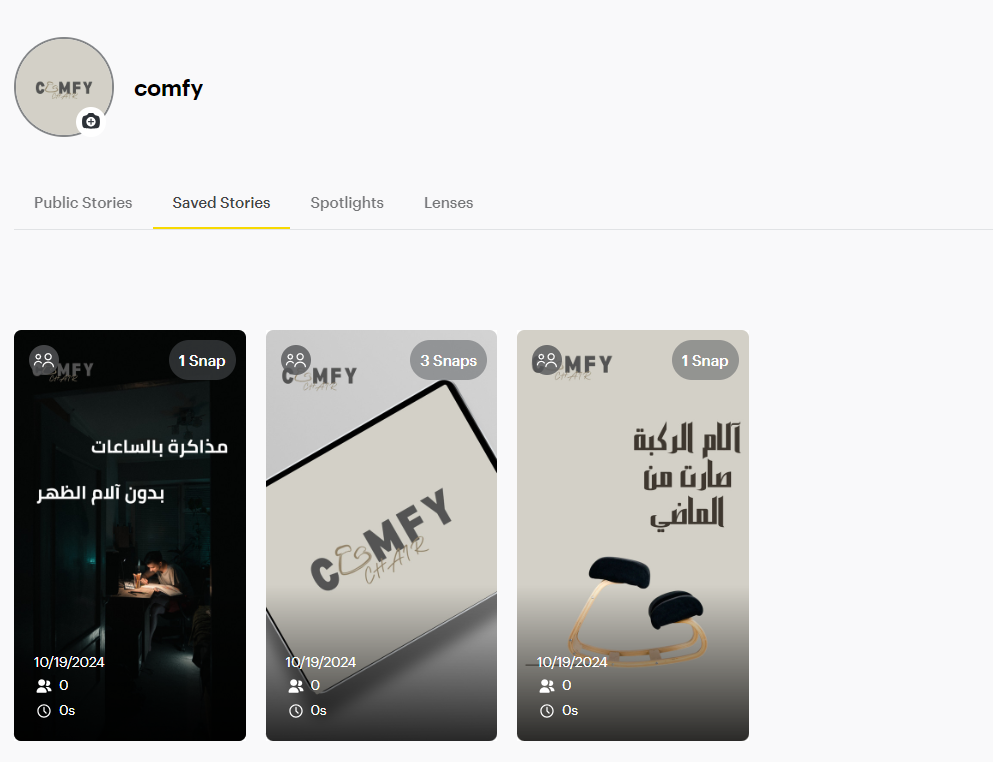 COMFY
CHAIR
comfy
Public Stories
Saved Stories
Spotlights
Lenses
COMFY
CHAIR
1 Snap
مذاكرة بالساعات
بدون آلام الظهر
10/19/2024
0
0s
COMFY
CHAIR
3 Snaps
COMFY
CHAIR
10/19/2024
0
0s
COMFY
CHAIR
1 Snap
آلام الركبة
صارت من
الماضي
10/19/2024
0
0s